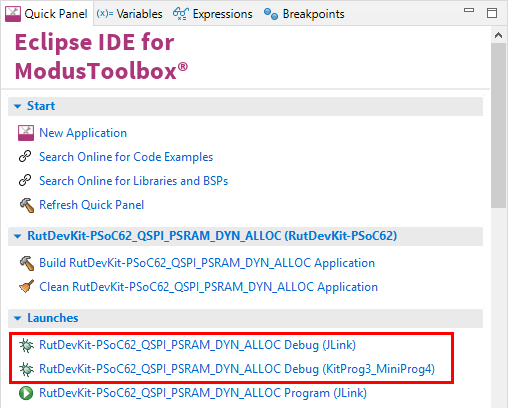 Quick Panel (x)= Variables Expressions Breakpoints
Eclipse IDE for
ModusToolbox®
Start
New Application
Search Online for Code Examples
Search Online for Libraries and BSPs
Refresh Quick Panel
RutDevKit-PSoC62_QSPI_PSRAM_DYN_ALLOC (RutDevKit-PSoC62)
Build RutDevKit-PSoC62_QSPI_PSRAM_DYN_ALLOC Application
Clean RutDevKit-PSoC62_QSPI_PSRAM_DYN_ALLOC Application
Launches
RutDevKit-PSoC62_QSPI_PSRAM_DYN_ALLOC Debug (JLink)
RutDevKit-PSoC62_QSPI_PSRAM_DYN_ALLOC Debug (KitProg3_MiniProg4)
RutDevKit-PSoC62_QSPI_PSRAM_DYN_ALLOC Program (JLink)